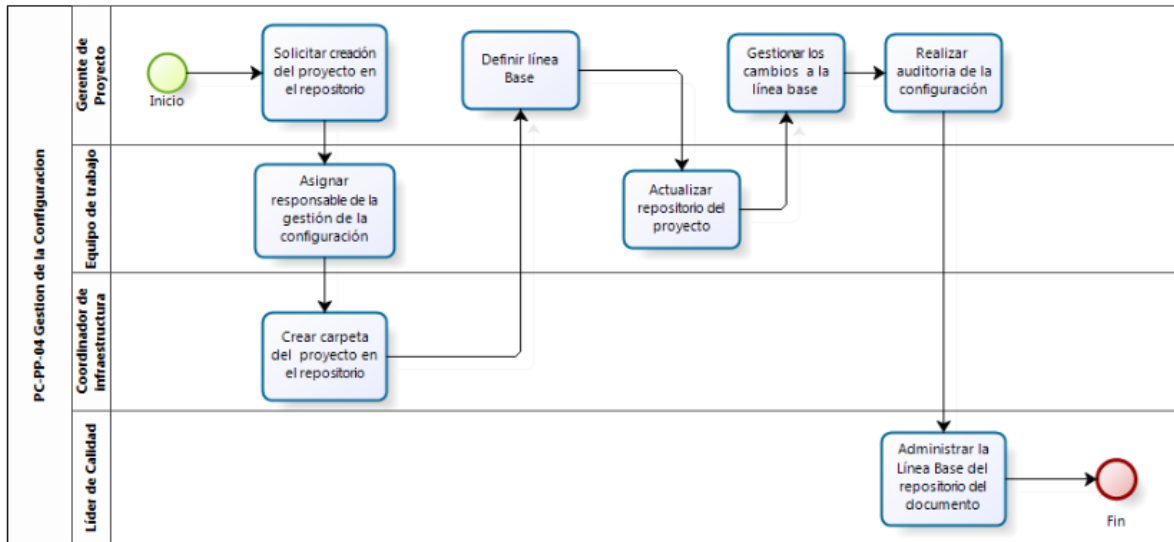 PC-PP-04 Gestion de la Configuracion
Gerente de
Proyecto
Inicio
Solicitar creación
del proyecto en
el repositorio
Definir línea
Base
Gestionar los
cambios a la
línea base
Realizar
auditoria de la
configuración
Equipo de trabajo
Asignar
responsable de la
gestión de la
configuración
Actualizar
repositorio del
proyecto
Coordinador de
Infraestructura
Crear carpeta
del proyecto en
el repositorio
Líder de Calidad
Administrar la
Línea Base del
repositorio del
documento
Fin